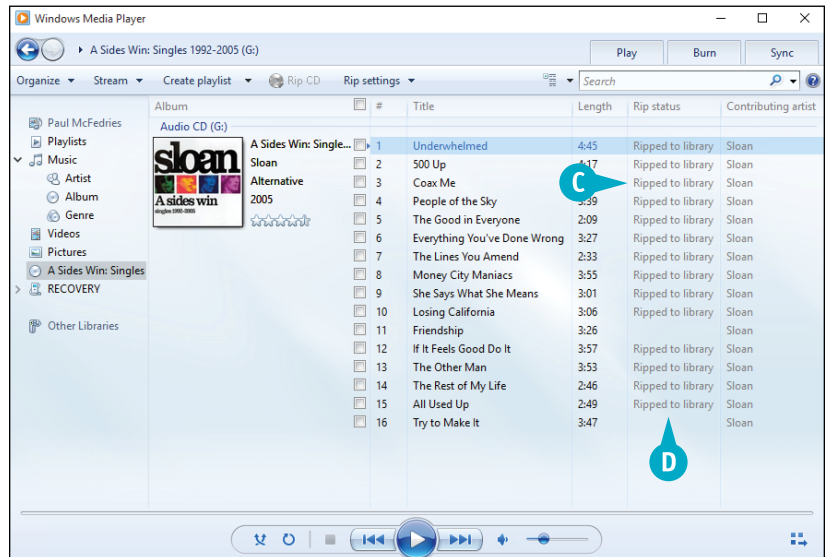 Windows Media Player
A Sides Win: Singles 1992-2005 (G:)
Play Burn Sync
Organize Stream Create playlist Rip CD Rip settings Search
Album # Title Length Rip status Contributing artist
Paul McFedries
Playlists
Music
Artist
Album
Genre
Videos
Pictures
A Sides Win: Singles
RECOVERY
Other Libraries
Audio CD (G:)
sloan
A sides win
singles 1992-2005
A Sides Win: Single...
Sloan
Alternative
2005
1 Underwhelmed 4:45 Ripped to library Sloan
2 500 Up 4:17 Ripped to library Sloan
3 Coax Me Ripped to library Sloan
4 People of the Sky 3:39 Ripped to library Sloan
5 The Good in Everyone 2:09 Ripped to library Sloan
6 Everything You've Done Wrong 3:27 Ripped to library Sloan
7 The Lines You Amend 2:33 Ripped to library Sloan
8 Money City Maniacs 3:55 Ripped to library Sloan
9 She Says What She Means 3:01 Ripped to library Sloan
10 Losing California 3:06 Ripped to library Sloan
11 Friendship 3:26 Sloan
12 If It Feels Good Do It 3:57 Ripped to library Sloan
13 The Other Man 3:53 Ripped to library Sloan
14 The Rest of My Life 2:46 Ripped to library Sloan
15 All Used Up 2:49 Ripped to library Sloan
16 Try to Make It 3:47 Sloan
C
D